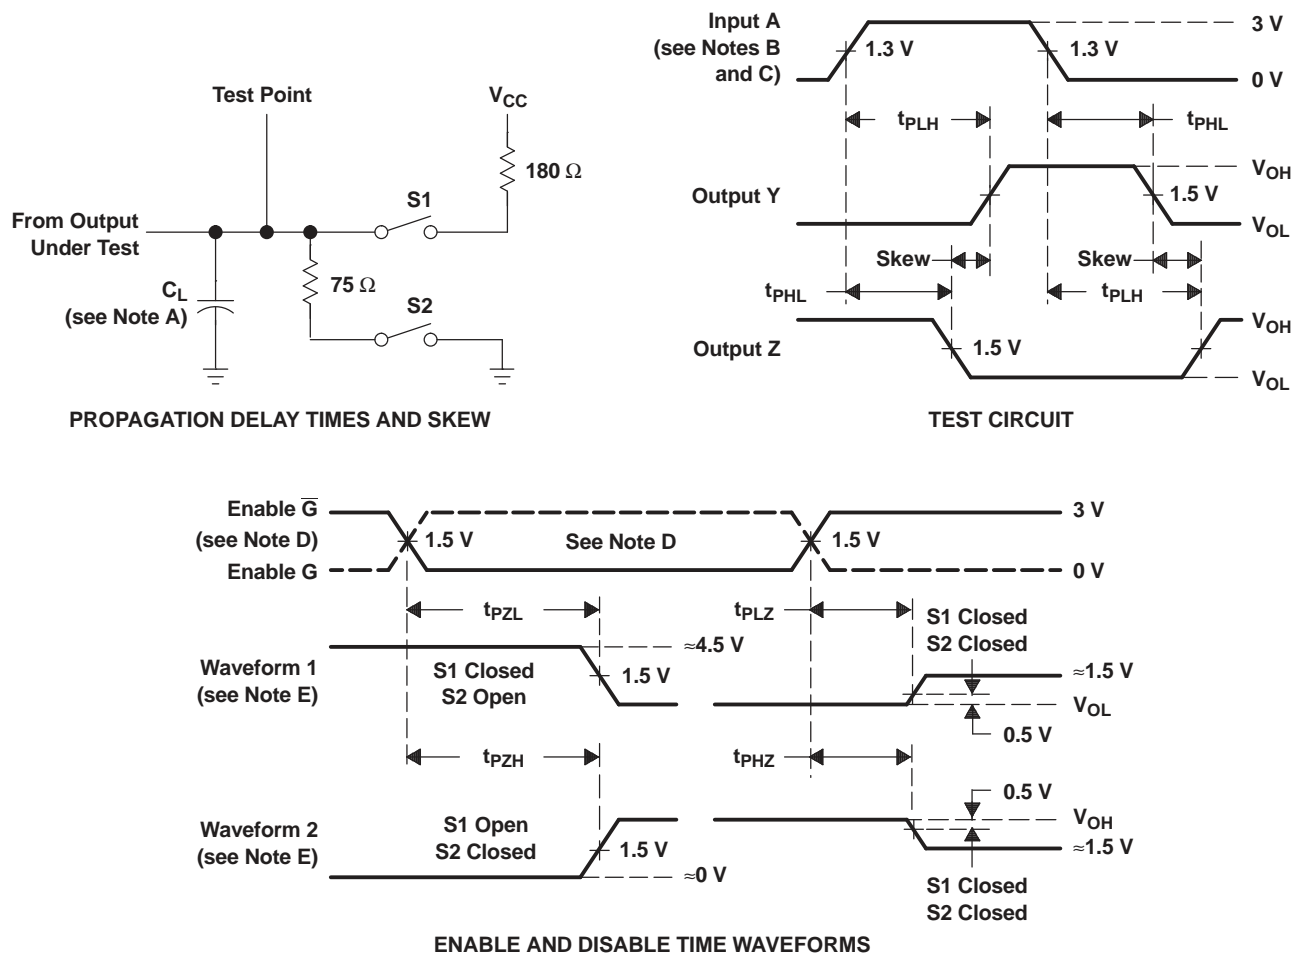 Test Point
VCC
180 Ω
S1
From Output
Under Test
75 Ω
CL
(see Note A)
S2
PROPAGATION DELAY TIMES AND SKEW
Input A
(see Notes B
and C)
1.3 V
1.3 V
3 V
0 V
tPLH
tPHL
Output Y
1.5 V
VOH
VOL
Skew
Skew
tPHL
tPLH
Output Z
1.5 V
VOH
VOL
TEST CIRCUIT
Enable G̅
(see Note D)
Enable G
1.5 V
See Note D
1.5 V
3 V
0 V
tPZL
tPLZ
S1 Closed
S2 Closed
Waveform 1
(see Note E)
S1 Closed
S2 Open
1.5 V
≈4.5 V
≈1.5 V
VOL
0.5 V
tPZH
tPHZ
0.5 V
Waveform 2
(see Note E)
S1 Open
S2 Closed
1.5 V
≈0 V
VOH
≈1.5 V
S1 Closed
S2 Closed
ENABLE AND DISABLE TIME WAVEFORMS